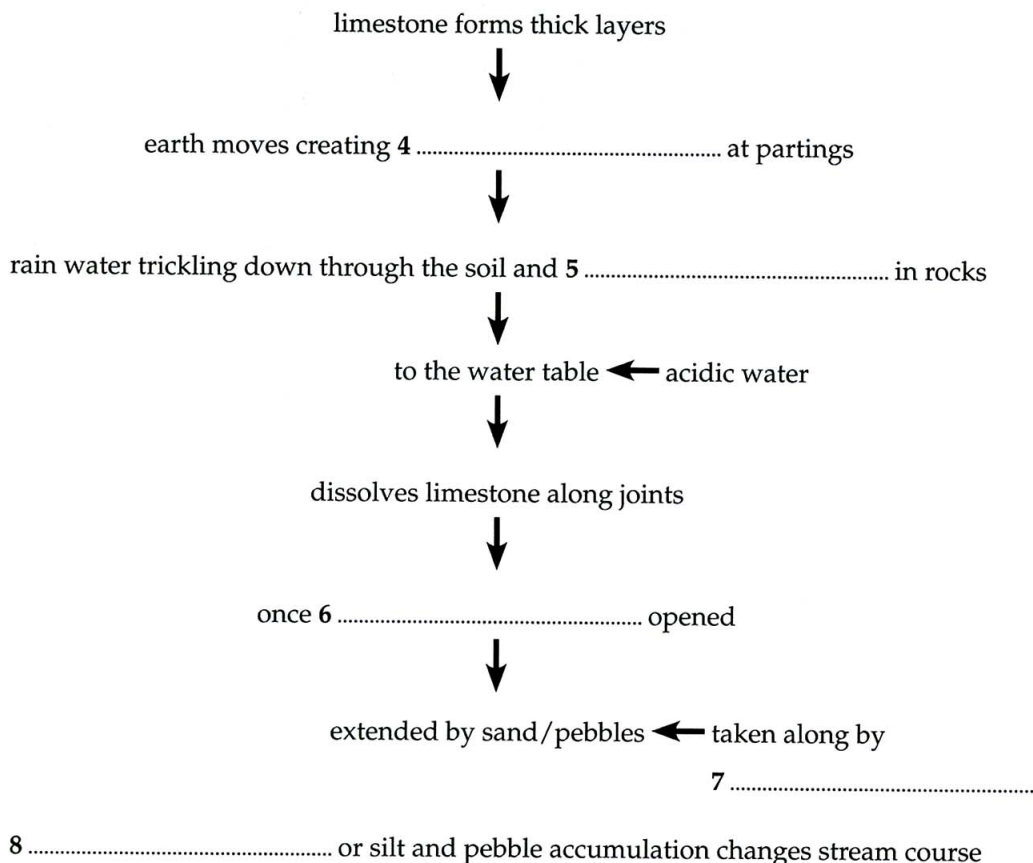 limestone forms thick layers
earth moves creating 4 ........................................................ at partings
rain water trickling down through the soil and 5 ........................................................ in rocks
to the water table acidic water
dissolves limestone along joints
once 6 ........................................................ opened
extended by sand/pebbles taken along by
7 ........................................................
8 ........................................................ or silt and pebble accumulation changes stream course